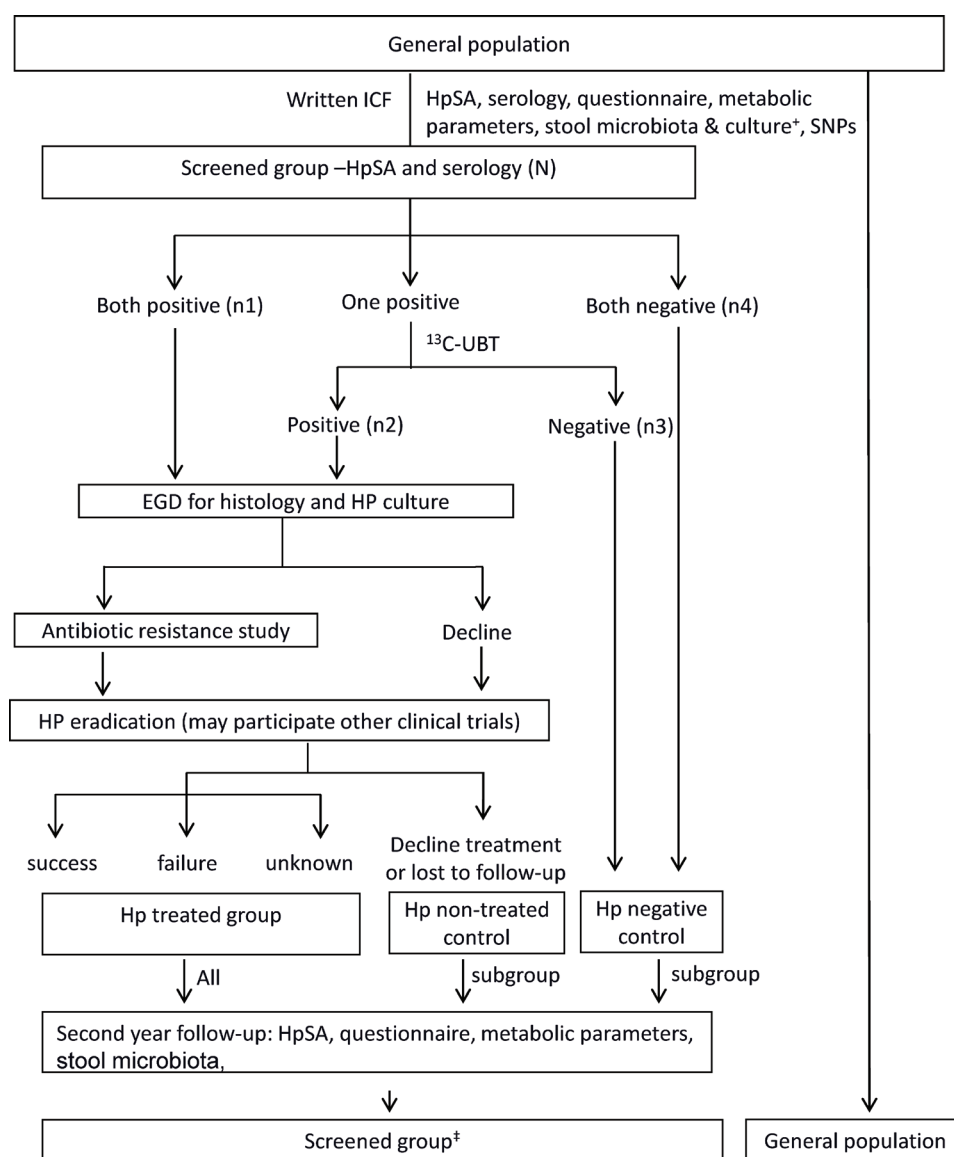 General population
Written ICF
HpSA, serology, questionnaire, metabolic
parameters, stool microbiota & culture⁺, SNPs
Screened group –HpSA and serology (N)
Both positive (n1)
One positive
Both negative (n4)
¹³C-UBT
Positive (n2)
Negative (n3)
EGD for histology and HP culture
Antibiotic resistance study
Decline
HP eradication (may participate other clinical trials)
success
failure
unknown
Decline treatment
or lost to follow-up
Hp treated group
Hp non-treated
control
Hp negative
control
All
subgroup
subgroup
Second year follow-up: HpSA, questionnaire, metabolic parameters,
stool microbiota,
Screened group‡
General population